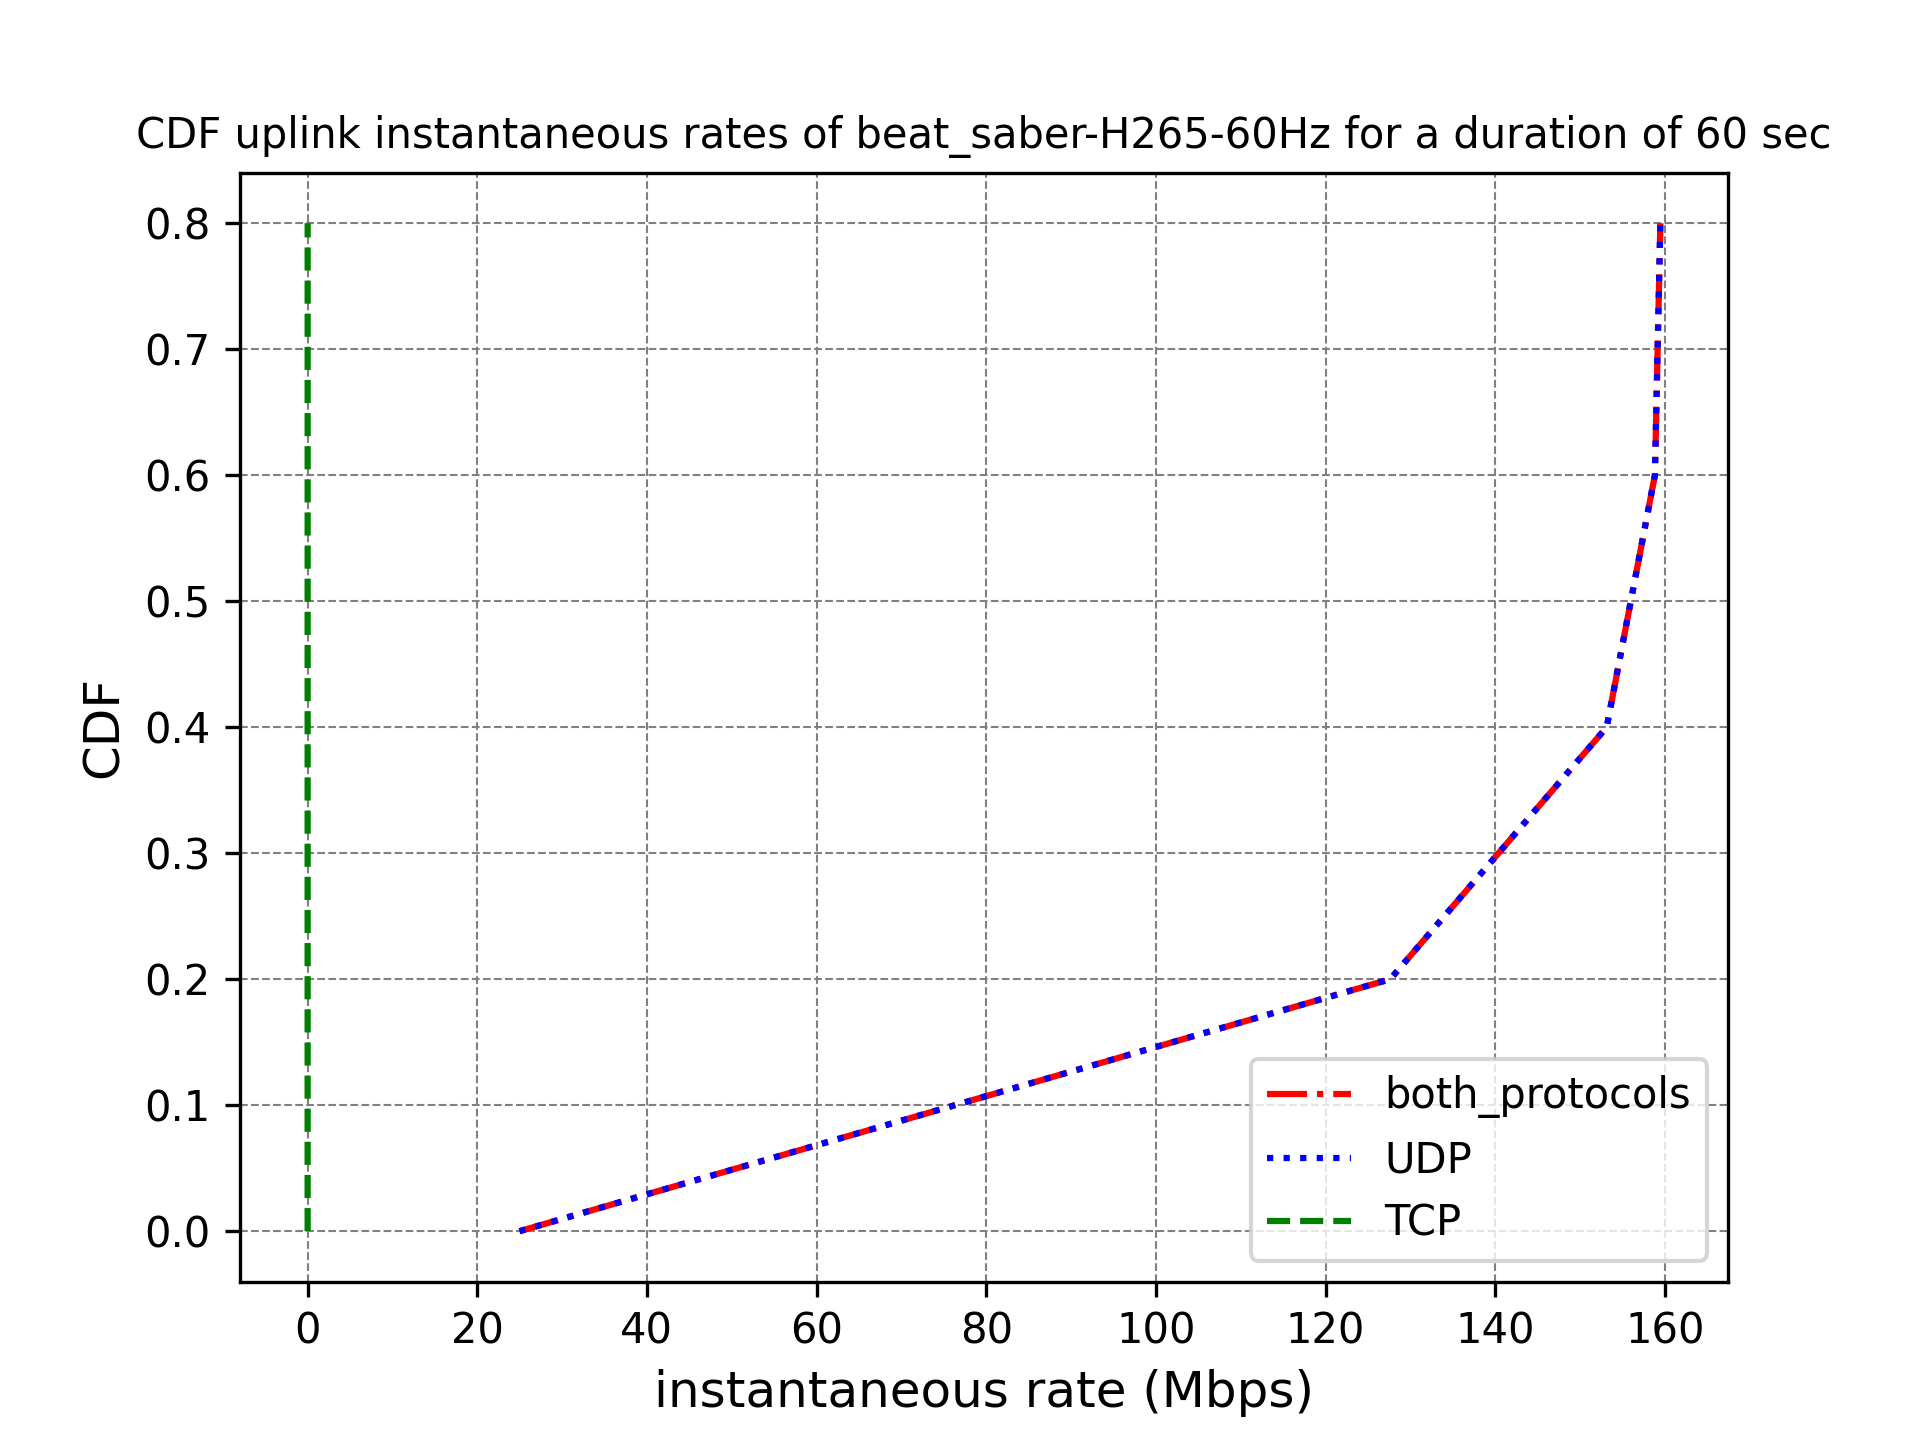 CDF uplink instantaneous rates of beat_saber-H265-60Hz for a duration of 60 sec
0.8
0.7
0.6
0.5
0.4
0.3
0.2
0.1
0.0
CDF
both_protocols
UDP
TCP
0 20 40 60 80 100 120 140 160
instantaneous rate (Mbps)